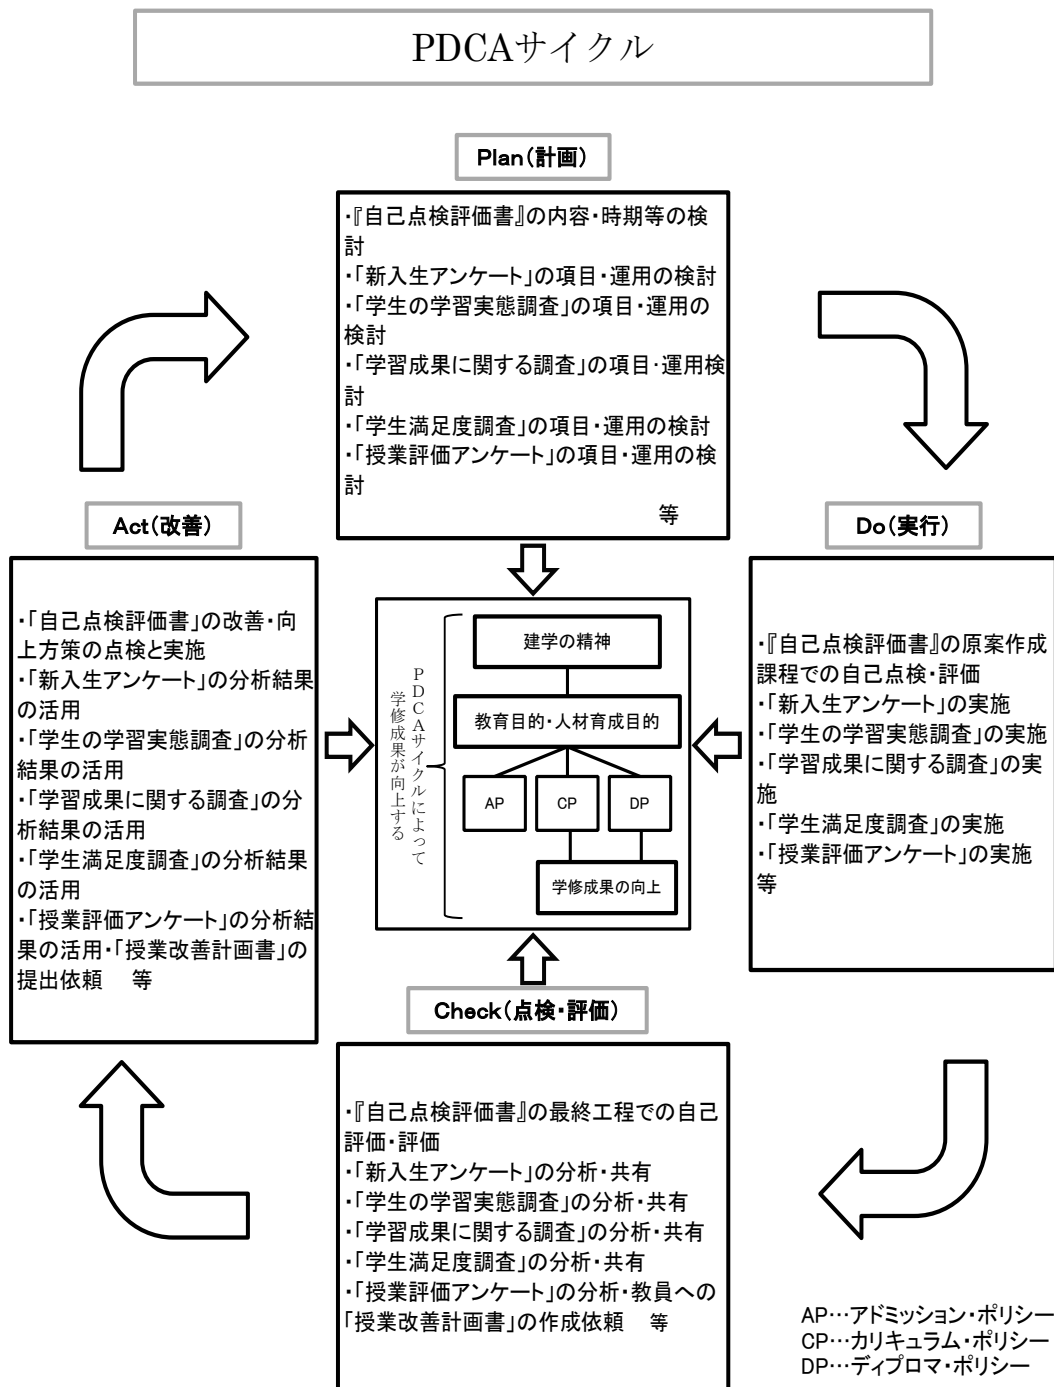 PDCAサイクル
Plan(計画)
・『自己点検評価書』の内容・時期等の検
討
・「新入生アンケート」の項目・運用の検討
・「学生の学習実態調査」の項目・運用の
検討
・「学習成果に関する調査」の項目・運用検
討
・「学生満足度調査」の項目・運用の検討
・「授業評価アンケート」の項目・運用の検
討
等
Act(改善)
・「自己点検評価書」の改善・向
上方策の点検と実施
・「新入生アンケート」の分析結果
の活用
・「学生の学習実態調査」の分析
結果の活用
・「学習成果に関する調査」の分
析結果の活用
・「学生満足度調査」の分析結果
の活用
・「授業評価アンケート」の分析結
果の活用・「授業改善計画書」の
提出依頼　等
PDCAサイクルによって
学修成果が向上する
建学の精神
教育目的・人材育成目的
AP
CP
DP
学修成果の向上
Do(実行)
・『自己点検評価書』の原案作成
課程での自己点検・評価
・「新入生アンケート」の実施
・「学生の学習実態調査」の実施
・「学習成果に関する調査」の実
施
・「学生満足度調査」の実施
・「授業評価アンケート」の実施
等
Check(点検・評価)
・『自己点検評価書』の最終工程での自己
評価・評価
・「新入生アンケート」の分析・共有
・「学生の学習実態調査」の分析・共有
・「学習成果に関する調査」の分析・共有
・「学生満足度調査」の分析・共有
・「授業評価アンケート」の分析・教員への
「授業改善計画書」の作成依頼　等
AP…アドミッション・ポリシー
CP…カリキュラム・ポリシー
DP…ディプロマ・ポリシー